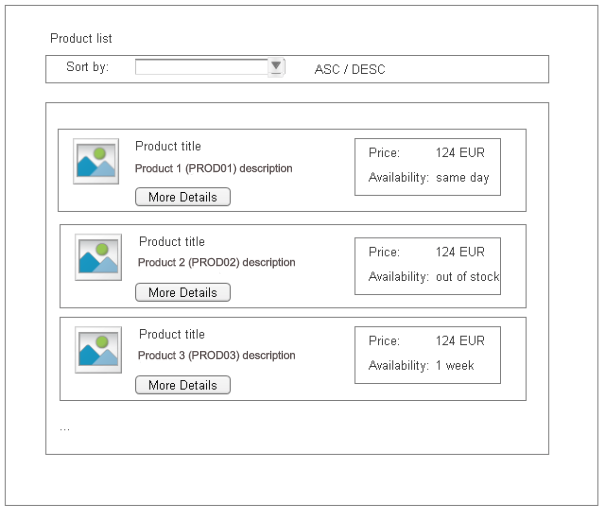 Product list
Sort by: ASC / DESC
Product title
Product 1 (PROD01) description
More Details
Price: 124 EUR
Availability: same day
Product title
Product 2 (PROD02) description
More Details
Price: 124 EUR
Availability: out of stock
Product title
Product 3 (PROD03) description
More Details
Price: 124 EUR
Availability: 1 week
...